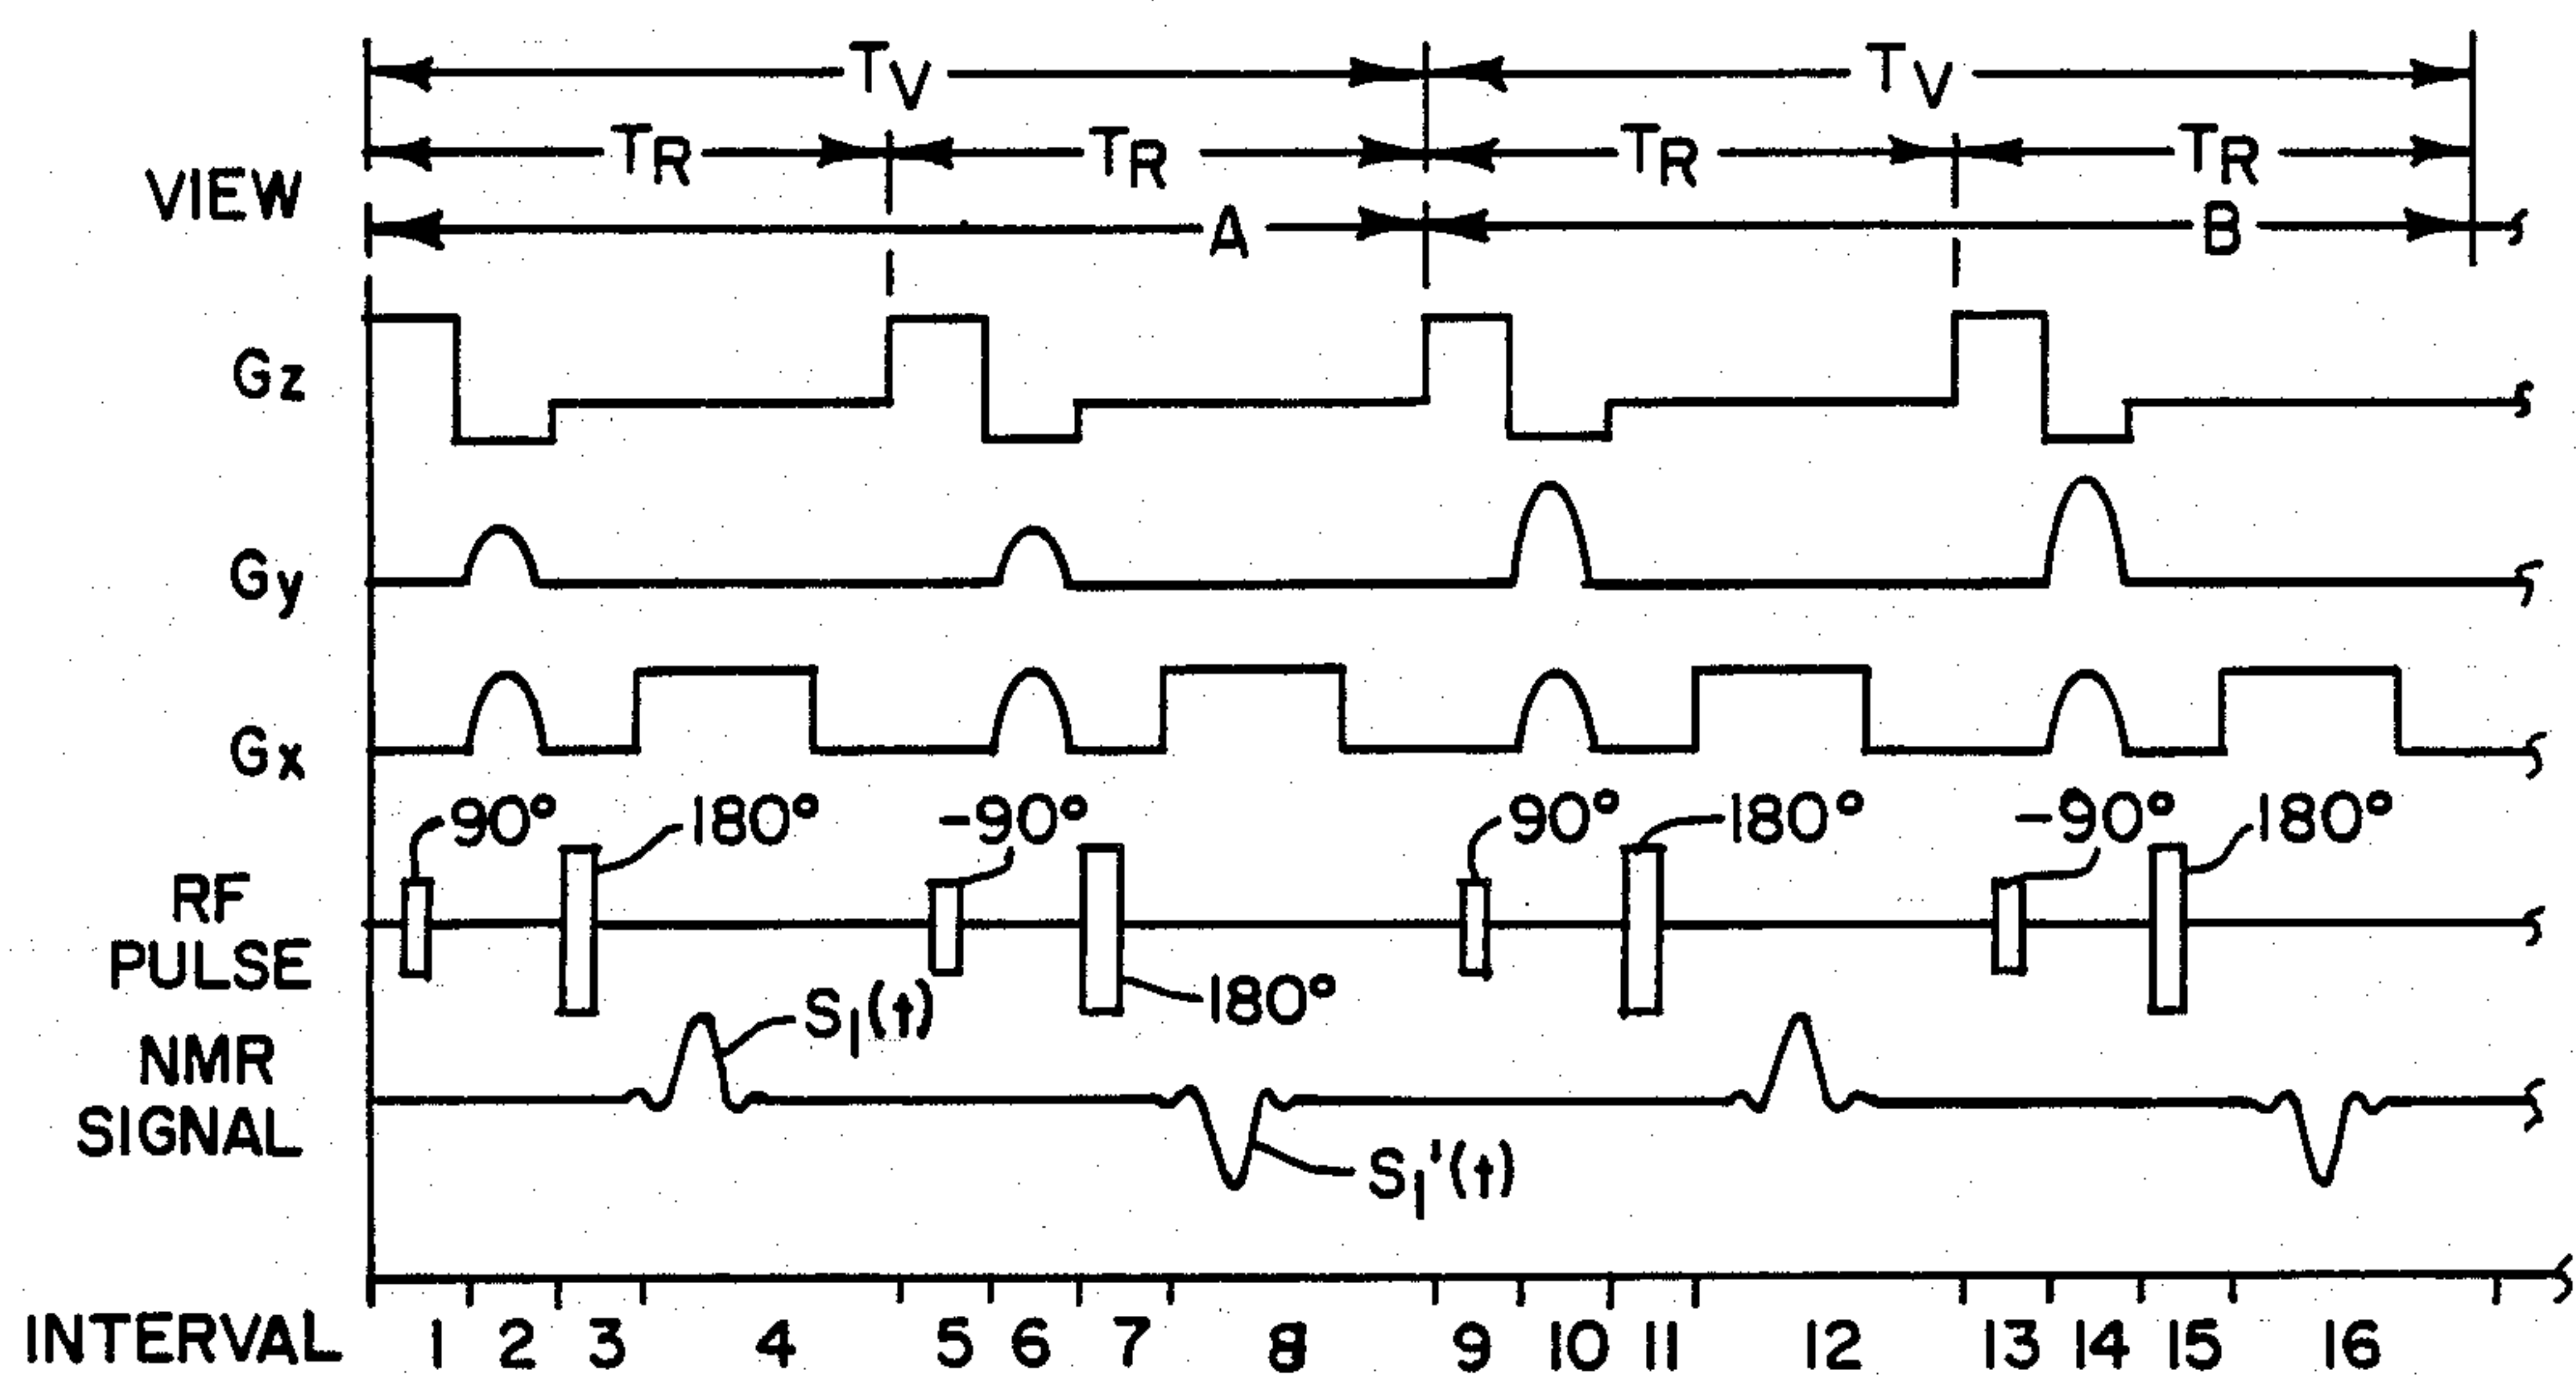 TV TV
TR TR TR TR
VIEW
A B
Gz
Gy
Gx
90° 180° -90° 90° 180° -90° 180°
RF
PULSE
180°
S1(t)
NMR
SIGNAL
S1'(t)
INTERVAL 1 2 3 4 5 6 7 8 9 10 11 12 13 14 15 16